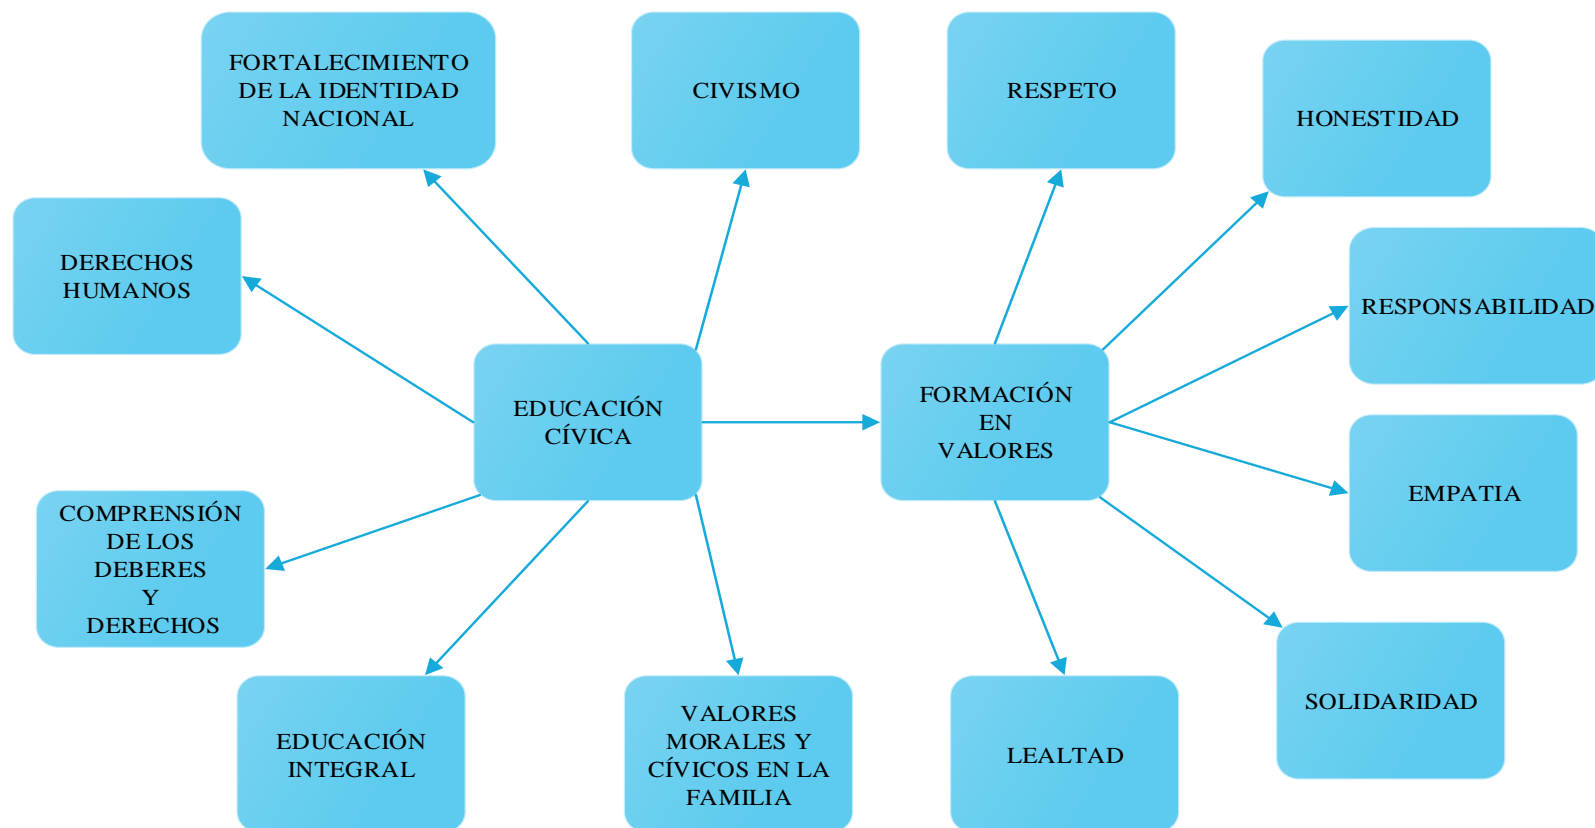 FORTALECIMIENTO
DE LA IDENTIDAD
NACIONAL
CIVISMO
RESPETO
HONESTIDAD
DERECHOS
HUMANOS
RESPONSABILIDAD
EDUCACIÓN
CÍVICA
FORMACIÓN
EN
VALORES
EMPATIA
COMPRENSIÓN
DE LOS
DEBERES
Y
DERECHOS
SOLIDARIDAD
EDUCACIÓN
INTEGRAL
VALORES
MORALES Y
CÍVICOS EN LA
FAMILIA
LEALTAD